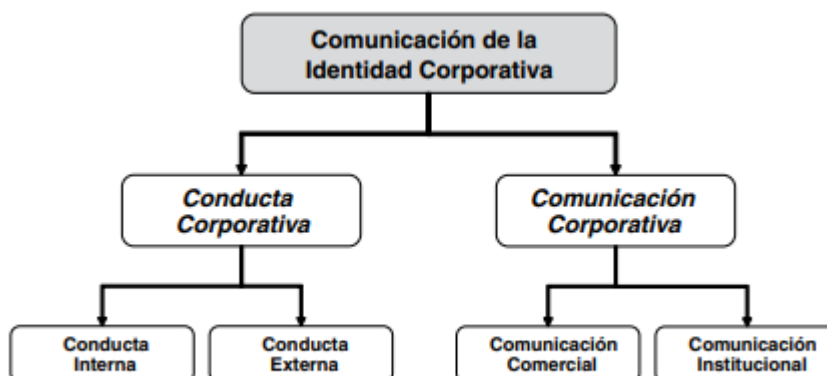 Comunicación de la
Identidad Corporativa
Conducta
Corporativa
Comunicación
Corporativa
Conducta
Interna
Conducta
Externa
Comunicación
Comercial
Comunicación
Institucional